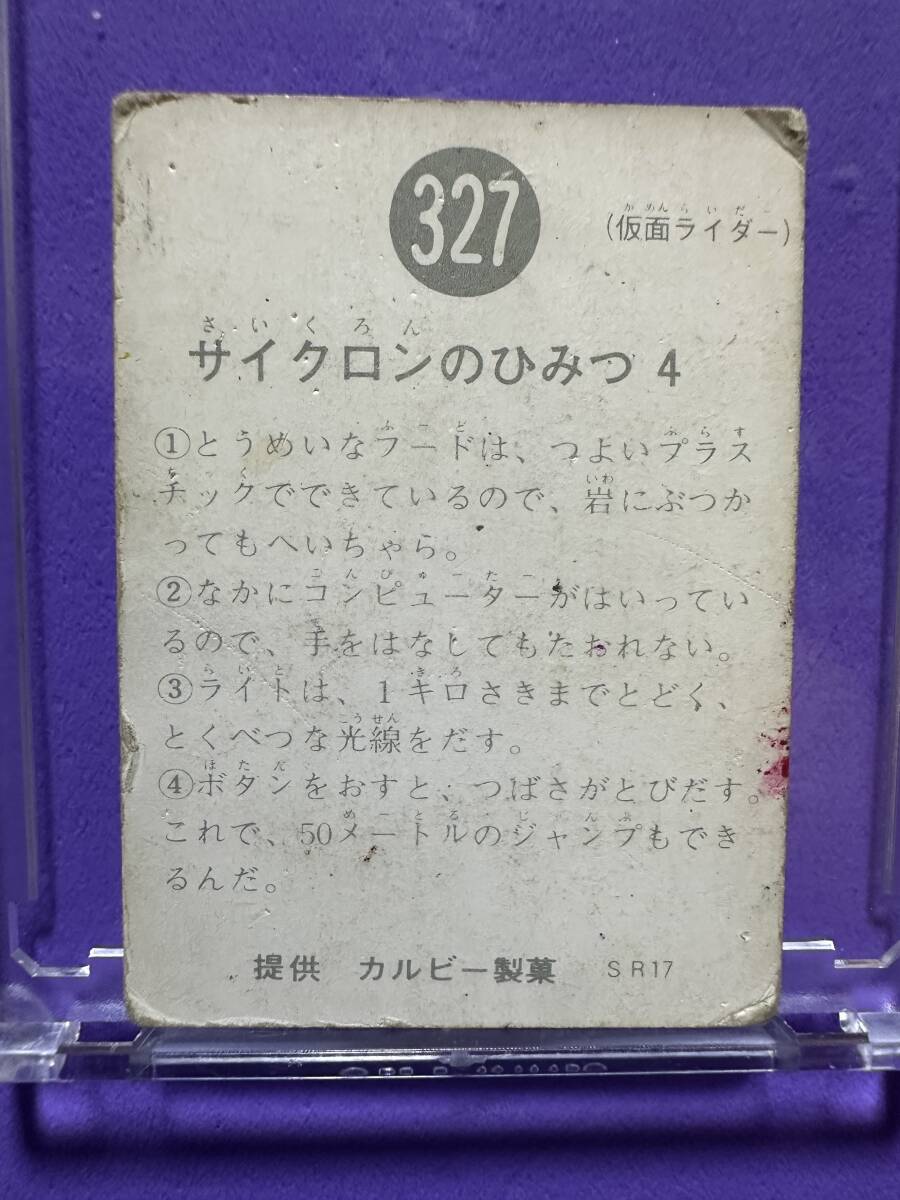 327
(仮面ライダー)
サイクロンのひみつ 4
①とうめいなフードは、つよいプラス
チックでできているので、岩にぶつか
ってもへいちゃら。
②なかにコンピューターがはいってい
るので、手をはなしてもたおれない。
③ライトは、1キロさきまでとどく、
とくべつな光線をだす。
④ボタンをおすと、つばさがとびだす。
これで、50メートルのジャンプもでき
るんだ。
提供 カルビー製菓 SR17